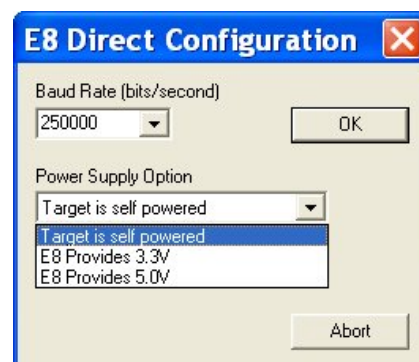 E8 Direct Configuration
Baud Rate (bits/second)
250000
OK
Power Supply Option
Target is self powered
Target is self powered
E8 Provides 3.3V
E8 Provides 5.0V
Abort